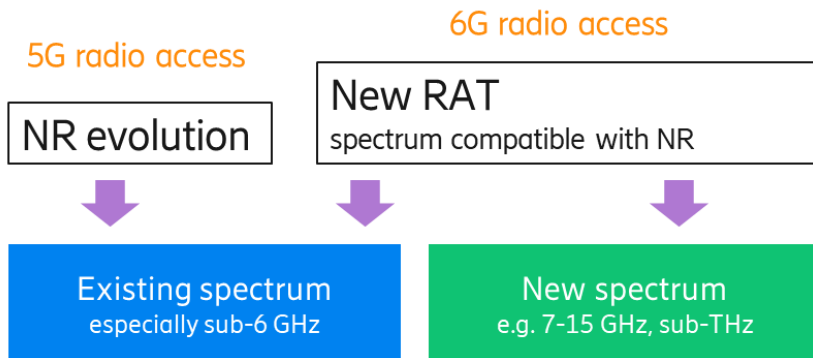 5G radio access
6G radio access
NR evolution
New RAT
spectrum compatible with NR
Existing spectrum
especially sub-6 GHz
New spectrum
e.g. 7-15 GHz, sub-THz